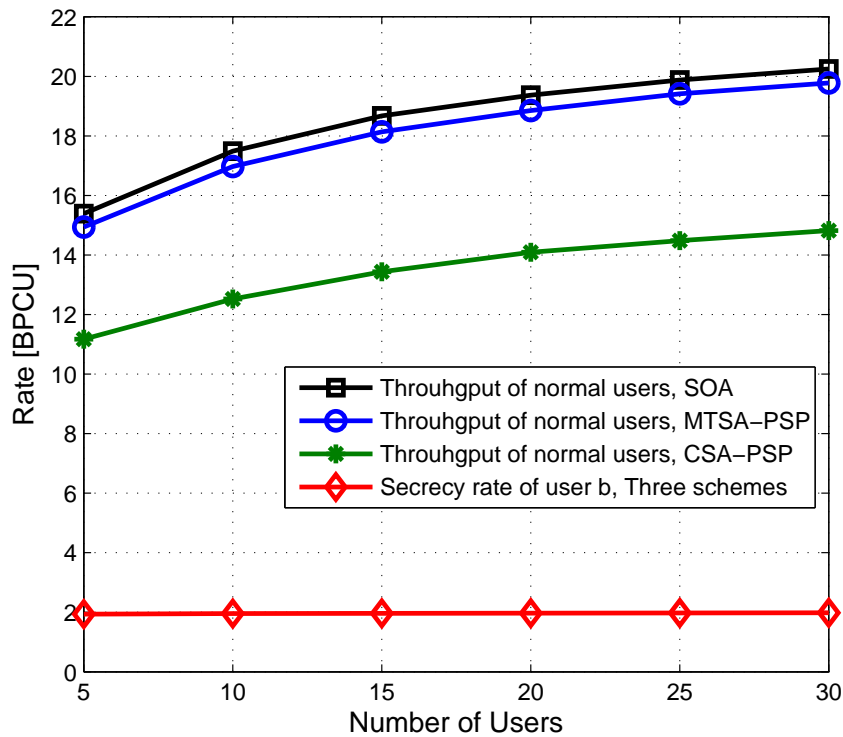 22
20
18
16
14
12
10
8
6
4
2
0
Rate [BPCU]
Throuhgput of normal users, SOA
Throuhgput of normal users, MTSA−PSP
Throuhgput of normal users, CSA−PSP
Secrecy rate of user b, Three schemes
5 10 15 20 25 30
Number of Users